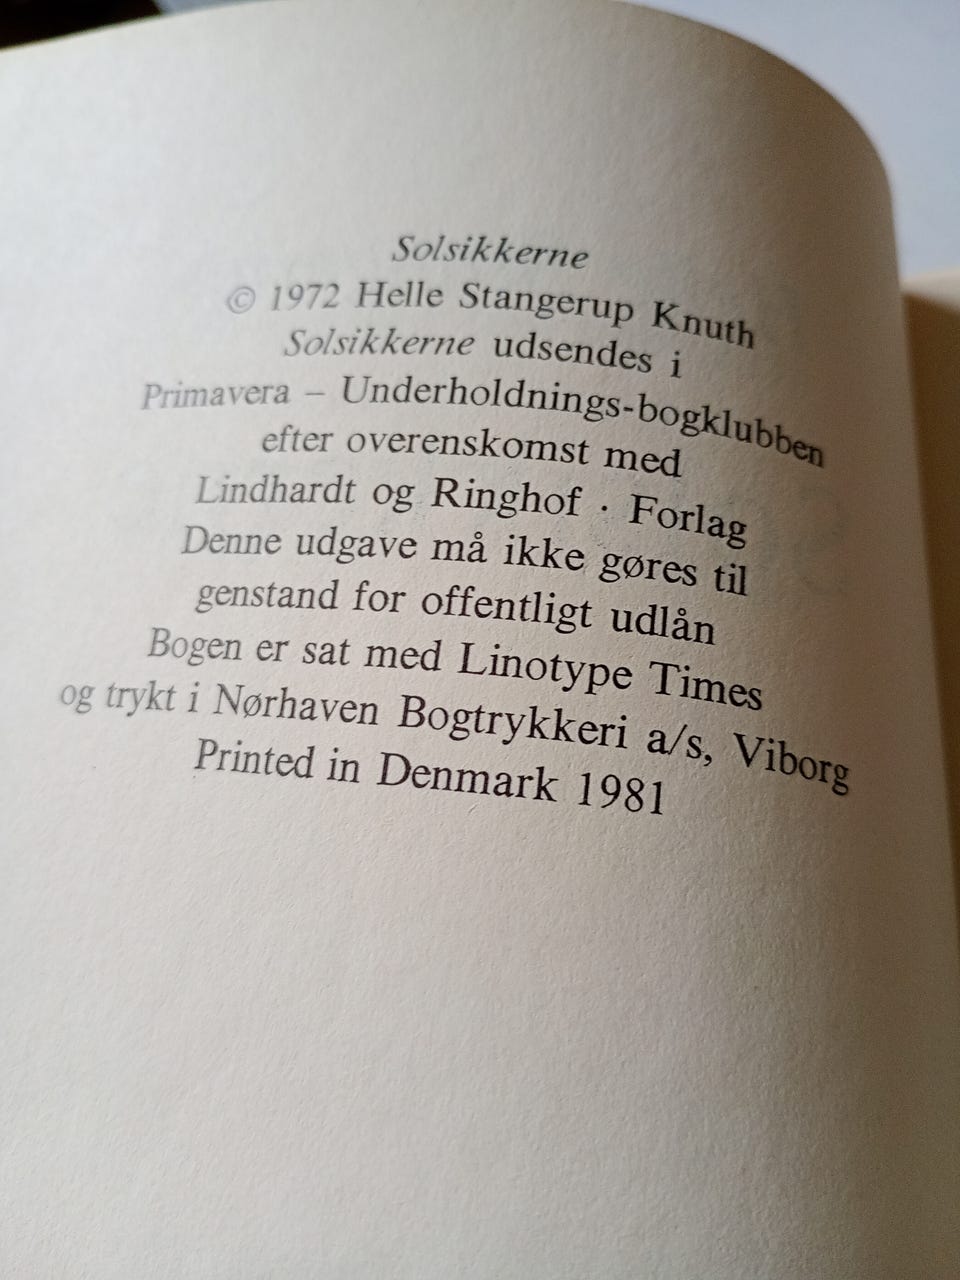 Solsikkerne
© 1972 Helle Stangerup Knuth
Solsikkerne udsendes i
Primavera – Underholdnings-bogklubben
efter overenskomst med
Lindhardt og Ringhof · Forlag
Denne udgave må ikke gøres til
genstand for offentligt udlån
Bogen er sat med Linotype Times
og trykt i Nørhaven Bogtrykkeri a/s, Viborg
Printed in Denmark 1981